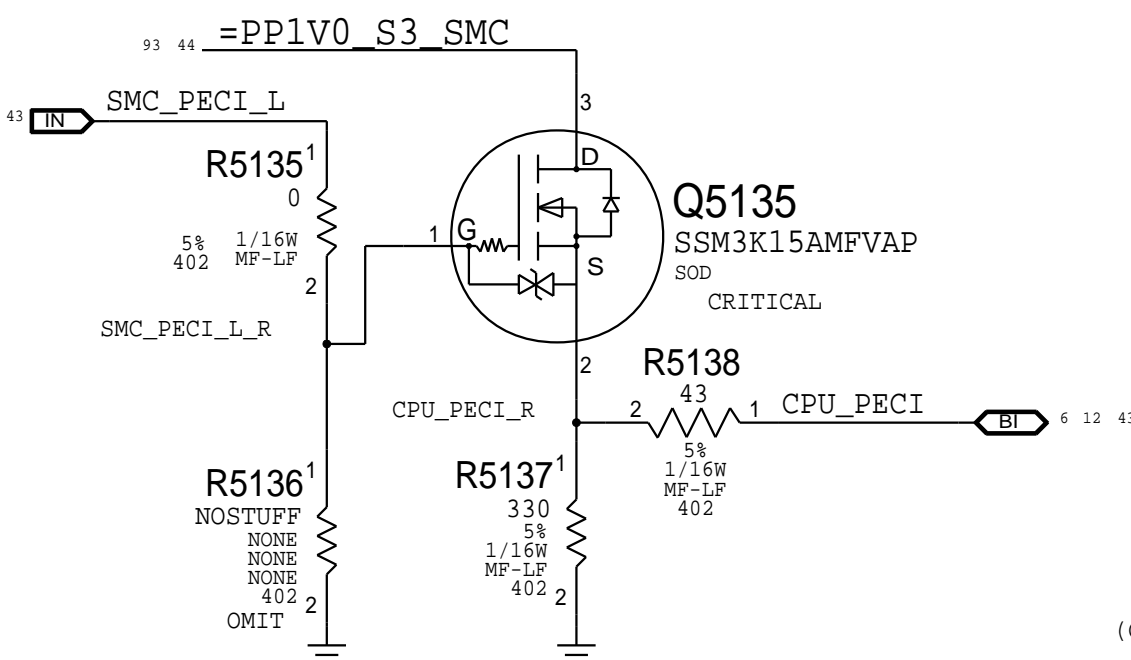 93 44 =PP1V0_S3_SMC
43 IN SMC_PECI_L
R5135 1
0
5% 1/16W
402 MF-LF
2
SMC_PECI_L_R
3
D
1 G
S
2
Q5135
SSM3K15AMFVAP
SOD
CRITICAL
R5138
43
2 1 CPU_PECI
BI 6 12 43
5%
1/16W
MF-LF
402
CPU_PECI_R
R5136 1
NOSTUFF
NONE
NONE
NONE
402 2
OMIT
R5137 1
330
5%
1/16W
MF-LF
402 2